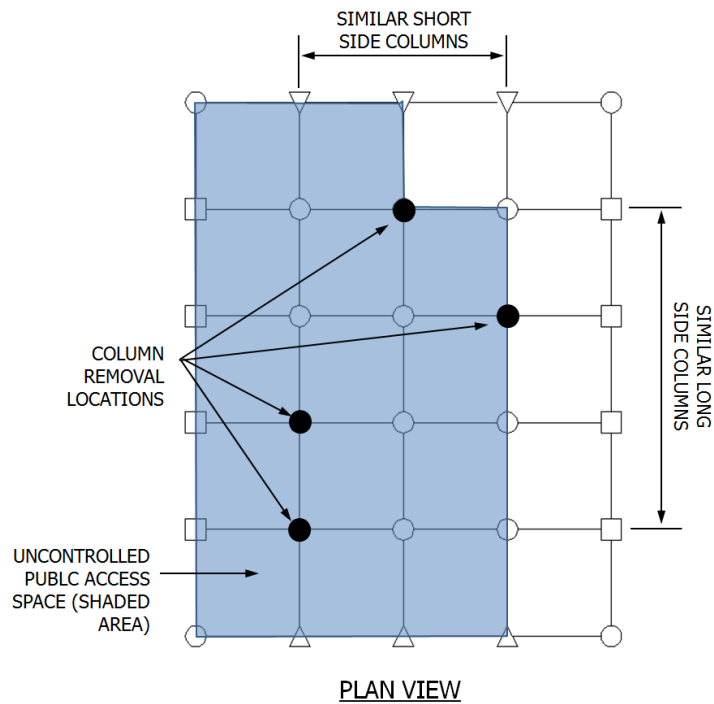 SIMILAR SHORT
SIDE COLUMNS
COLUMN
REMOVAL
LOCATIONS
SIMILAR LONG
SIDE COLUMNS
UNCONTROLLED
PUBLC ACCESS
SPACE (SHADED
AREA)
PLAN VIEW